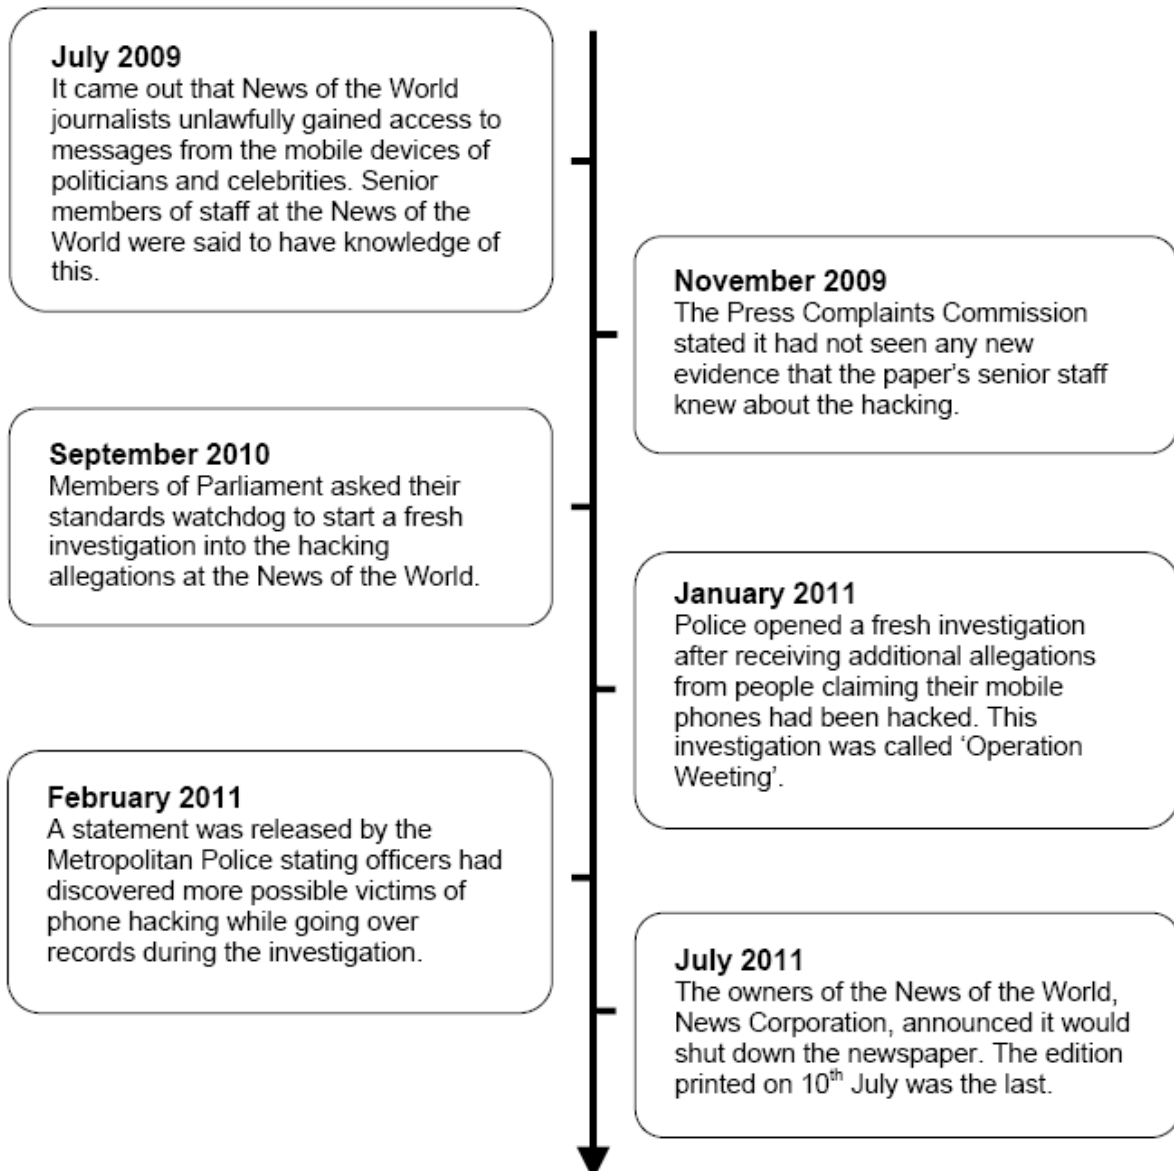 July 2009
It came out that News of the World
journalists unlawfully gained access to
messages from the mobile devices of
politicians and celebrities. Senior
members of staff at the News of the
World were said to have knowledge of
this.
November 2009
The Press Complaints Commission
stated it had not seen any new
evidence that the paper's senior staff
knew about the hacking.
September 2010
Members of Parliament asked their
standards watchdog to start a fresh
investigation into the hacking
allegations at the News of the World.
January 2011
Police opened a fresh investigation
after receiving additional allegations
from people claiming their mobile
phones had been hacked. This
investigation was called ‘Operation
Weeting’.
February 2011
A statement was released by the
Metropolitan Police stating officers had
discovered more possible victims of
phone hacking while going over
records during the investigation.
July 2011
The owners of the News of the World,
News Corporation, announced it would
shut down the newspaper. The edition
printed on 10th July was the last.